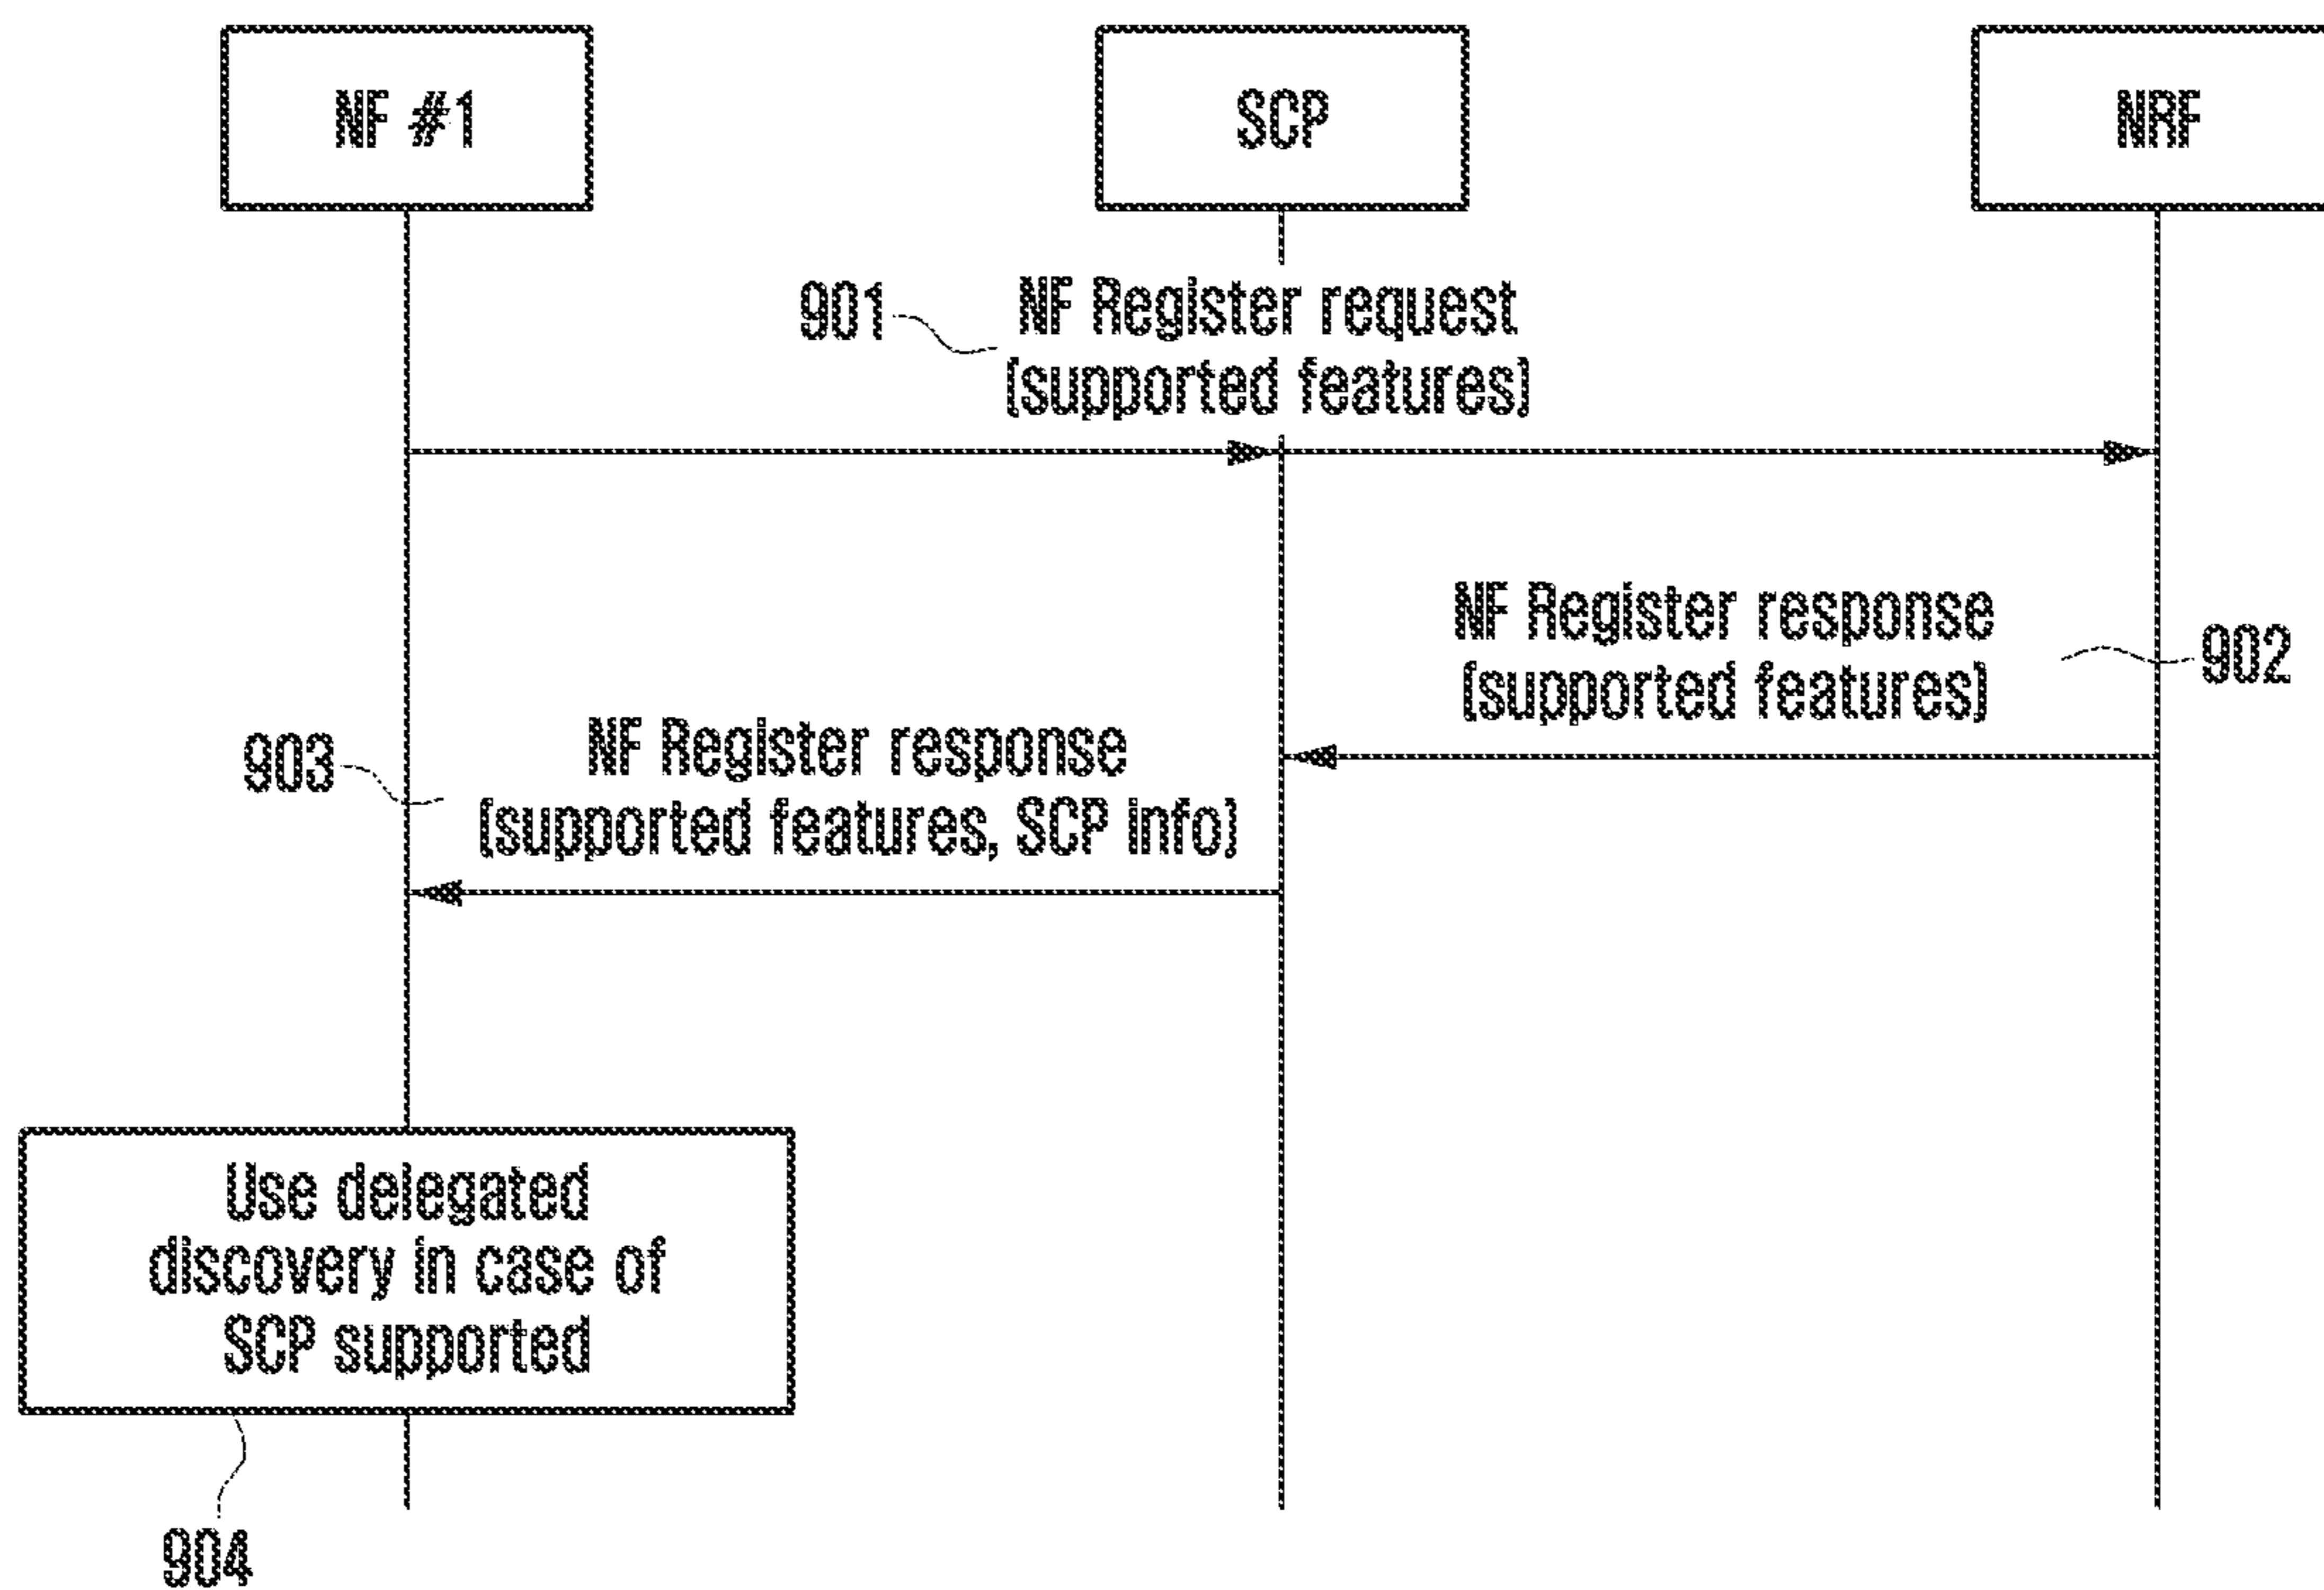 NF #1
SCP
NRF
901
NF Register request
(supported features)
NF Register response
(supported features)
902
903
NF Register response
(supported features, SCP info)
Use delegated
discovery in case of
SCP supported
904